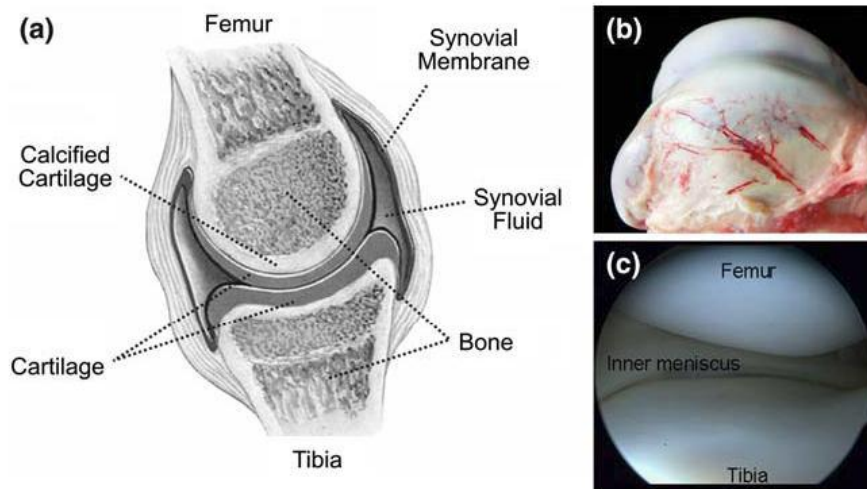 (a)
Femur
Synovial
Membrane
Calcified
Cartilage
Synovial
Fluid
Cartilage
Bone
Tibia
(b)
(c)
Femur
Inner meniscus
Tibia